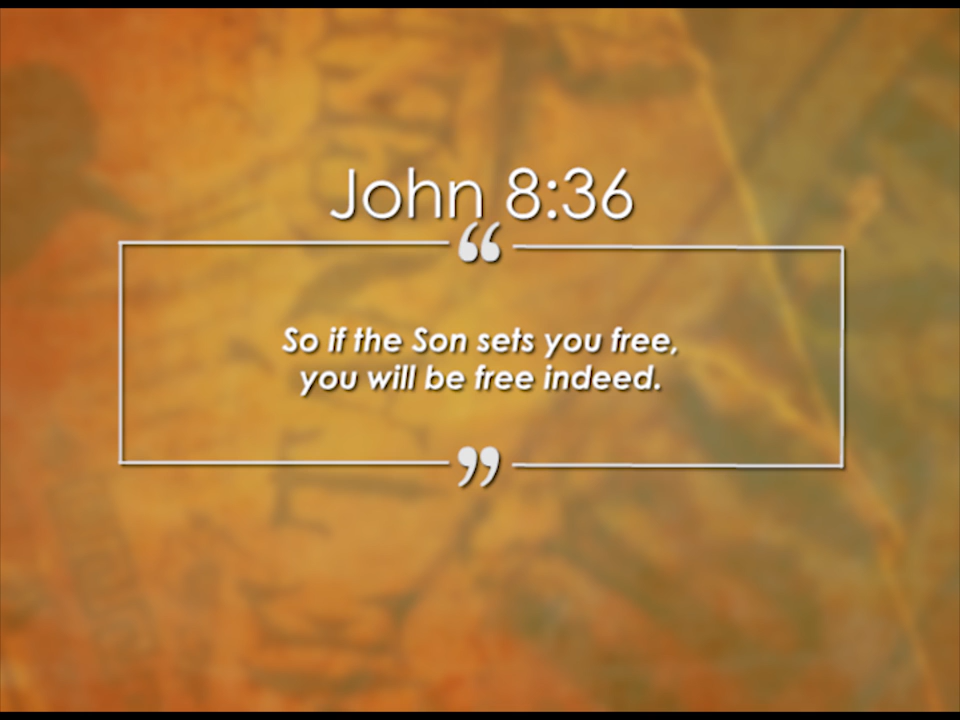 John 8:36
“
So if the Son sets you free,
you will be free indeed.
”